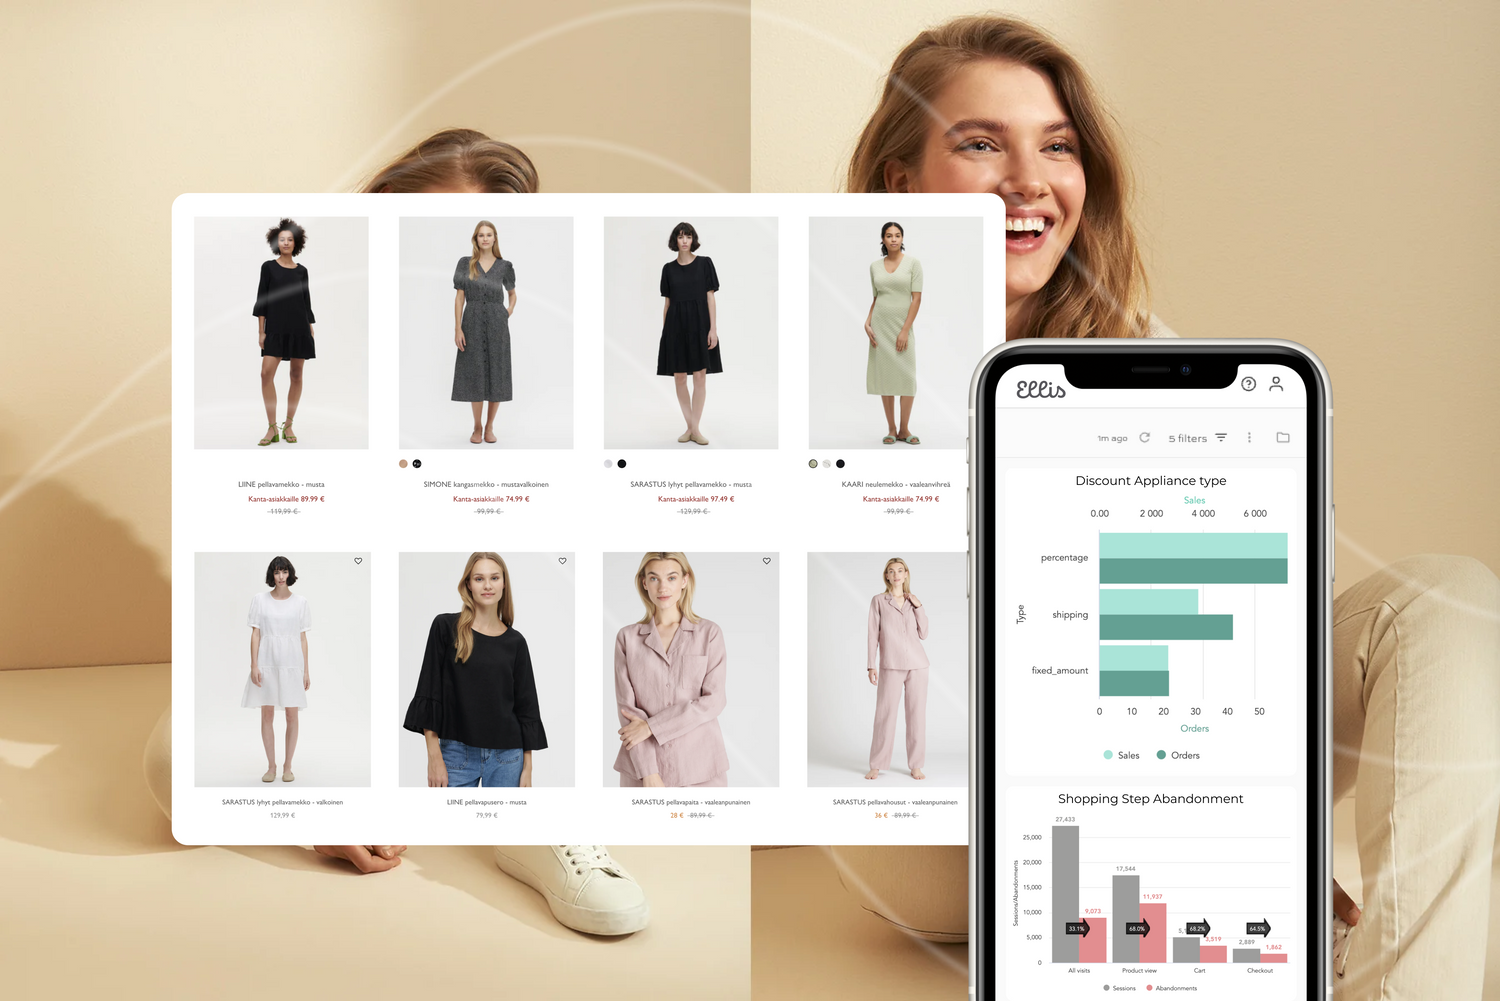 LIINE pellavamekko - musta
Kanta-asiakkaille 89.99 €
119,99 €
SIMONE kangasmekko - mustavalkoinen
Kanta-asiakkaille 74.99 €
99,99 €
SARASTUS lyhyt pellavamekko - musta
Kanta-asiakkaille 97.49 €
129,99 €
KAARI neulemekko - vaaleanvihreä
Kanta-asiakkaille 74.99 €
99,99 €
SARASTUS lyhyt pellavamekko - valkoinen
129,99 €
LIINE pellavapusero - musta
79,99 €
SARASTUS pellavapaita - vaaleanpunainen
28 € 89,99 €
SARASTUS pellavahousut - vaaleanpunainen
36 € 89,99 €
Ellis
1m ago
5 filters
Discount Appliance type
Sales
0.00 2 000 4 000 6 000
Type
percentage
shipping
fixed_amount
0 10 20 30 40 50
Orders
Sales Orders
Shopping Step Abandonment
Sessions/Abandonments
25,000
20,000
15,000
10,000
5,000
0
27,433
9,073
33.1%
17,544
11,937
68.0%
3,519
68.2%
2,889
1,862
64.5%
All visits Product view Cart Checkout
Sessions Abandonments